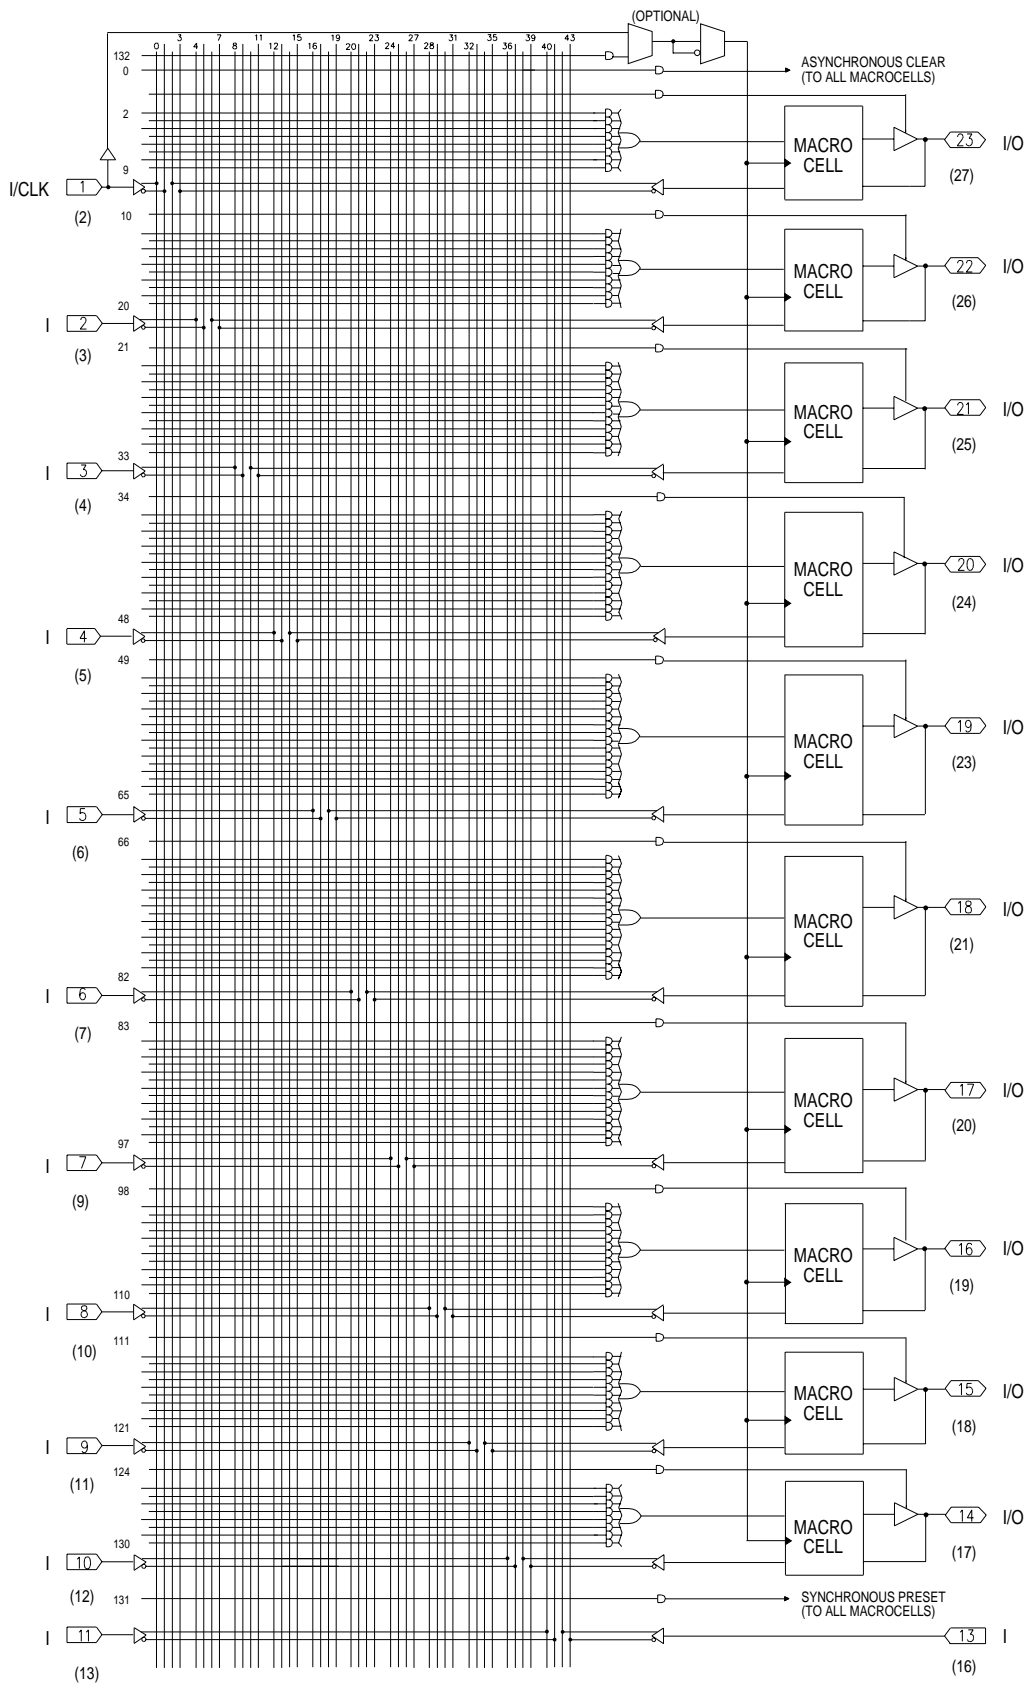 (OPTIONAL)
3 7 11 15 19 23 27 31 35 39 43
0 4 8 12 16 20 24 28 32 36 40
132
0
ASYNCHRONOUS CLEAR
(TO ALL MACROCELLS)
2
MACRO
CELL
23 I/O
(27)
9
I/CLK 1
(2)
10
MACRO
CELL
22 I/O
(26)
20
I 2
(3)
21
MACRO
CELL
21 I/O
(25)
33
I 3
(4)
34
MACRO
CELL
20 I/O
(24)
48
I 4
(5)
49
MACRO
CELL
19 I/O
(23)
65
I 5
(6)
66
MACRO
CELL
18 I/O
(21)
82
I 6
(7)
83
MACRO
CELL
17 I/O
(20)
97
I 7
(9)
98
MACRO
CELL
16 I/O
(19)
110
I 8
(10)
111
MACRO
CELL
15 I/O
(18)
121
I 9
(11)
124
MACRO
CELL
14 I/O
(17)
130
I 10
(12)
131
SYNCHRONOUS PRESET
(TO ALL MACROCELLS)
I 11
(13)
13 I
(16)